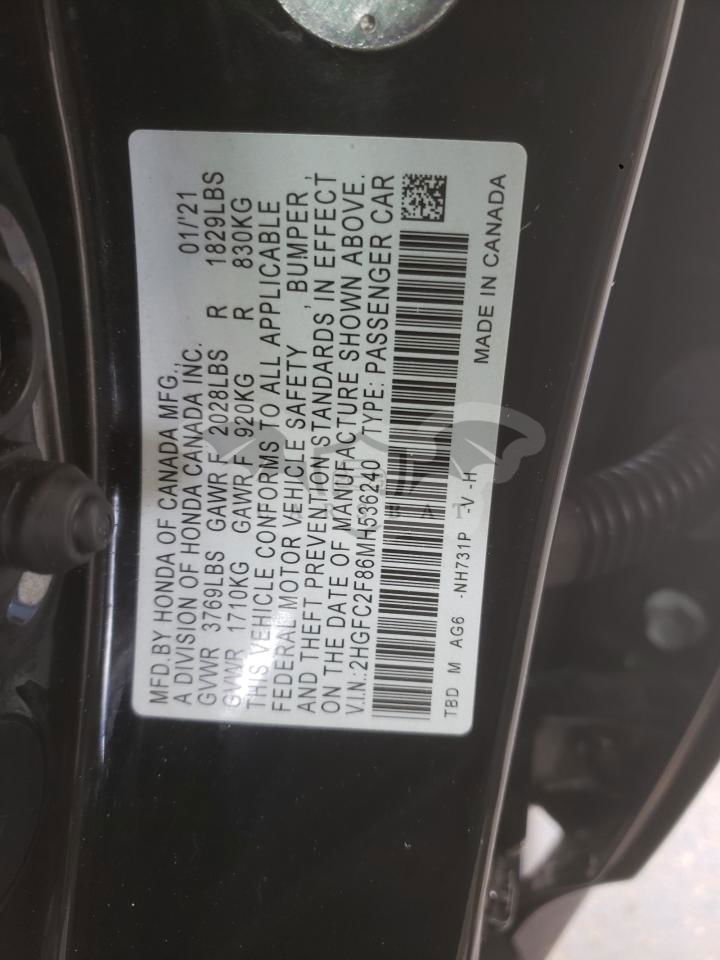 MFD.BY HONDA OF CANADA MFG., 01/'21
A DIVISION OF HONDA CANADA INC.
GVWR 3769LBS GAWR F 2028LBS R 1829LBS
GVWR 1710KG GAWR F 920KG R 830KG
THIS VEHICLE CONFORMS TO ALL APPLICABLE
FEDERAL MOTOR VEHICLE SAFETY , BUMPER ,
AND THEFT PREVENTION STANDARDS IN EFFECT
ON THE DATE OF MANUFACTURE SHOWN ABOVE.
V.I.N.:2HGFC2F86MH536240 TYPE: PASSENGER CAR
TBD M AG6 -NH731P -V -H
MADE IN CANADA